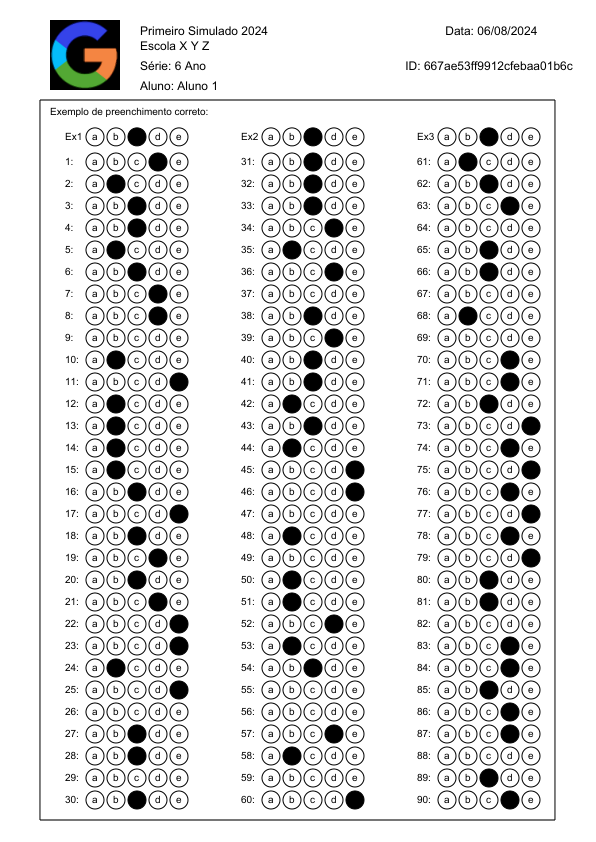 Primeiro Simulado 2024 Data: 06/08/2024
Escola X Y Z
Série: 6 Ano ID: 667ae53ff9912cfebaa01b6c
Aluno: Aluno 1
Exemplo de preenchimento correto:
Ex1 a b d e Ex2 a b d e Ex3 a b d e
1: a b c e 31: a b d e 61: a c d e
2: a c d e 32: a b d e 62: a b d e
3: a b d e 33: a b d e 63: a b c e
4: a b d e 34: a b c e 64: a b c d e
5: a c d e 35: a c d e 65: a b d e
6: a b d e 36: a b c e 66: a b d e
7: a b c e 37: a b c d e 67: a b c d e
8: a b c e 38: a b d e 68: a c d e
9: a b c d e 39: a b c e 69: a b c d e
10: a c d e 40: a b d e 70: a b c e
11: a b c d 41: a b d e 71: a b c e
12: a c d e 42: a c d e 72: a b d e
13: a c d e 43: a b d e 73: a b c d
14: a c d e 44: a c d e 74: a b c e
15: a c d e 45: a b c d 75: a b c d
16: a b d e 46: a b c d 76: a b c e
17: a b c d 47: a b c d e 77: a b c d
18: a b d e 48: a c d e 78: a b c e
19: a b c e 49: a b c d e 79: a b c d
20: a b d e 50: a c d e 80: a b d e
21: a b c e 51: a c d e 81: a b d e
22: a b c d 52: a b c e 82: a b c d e
23: a b c d 53: a c d e 83: a b c e
24: a c d e 54: a b d e 84: a b c e
25: a b c d 55: a b c d e 85: a b d e
26: a b c d e 56: a b c d e 86: a b c e
27: a b d e 57: a b c e 87: a b c e
28: a b d e 58: a c d e 88: a b c d e
29: a b c d e 59: a b c d e 89: a b d e
30: a b d e 60: a b c d 90: a b c e